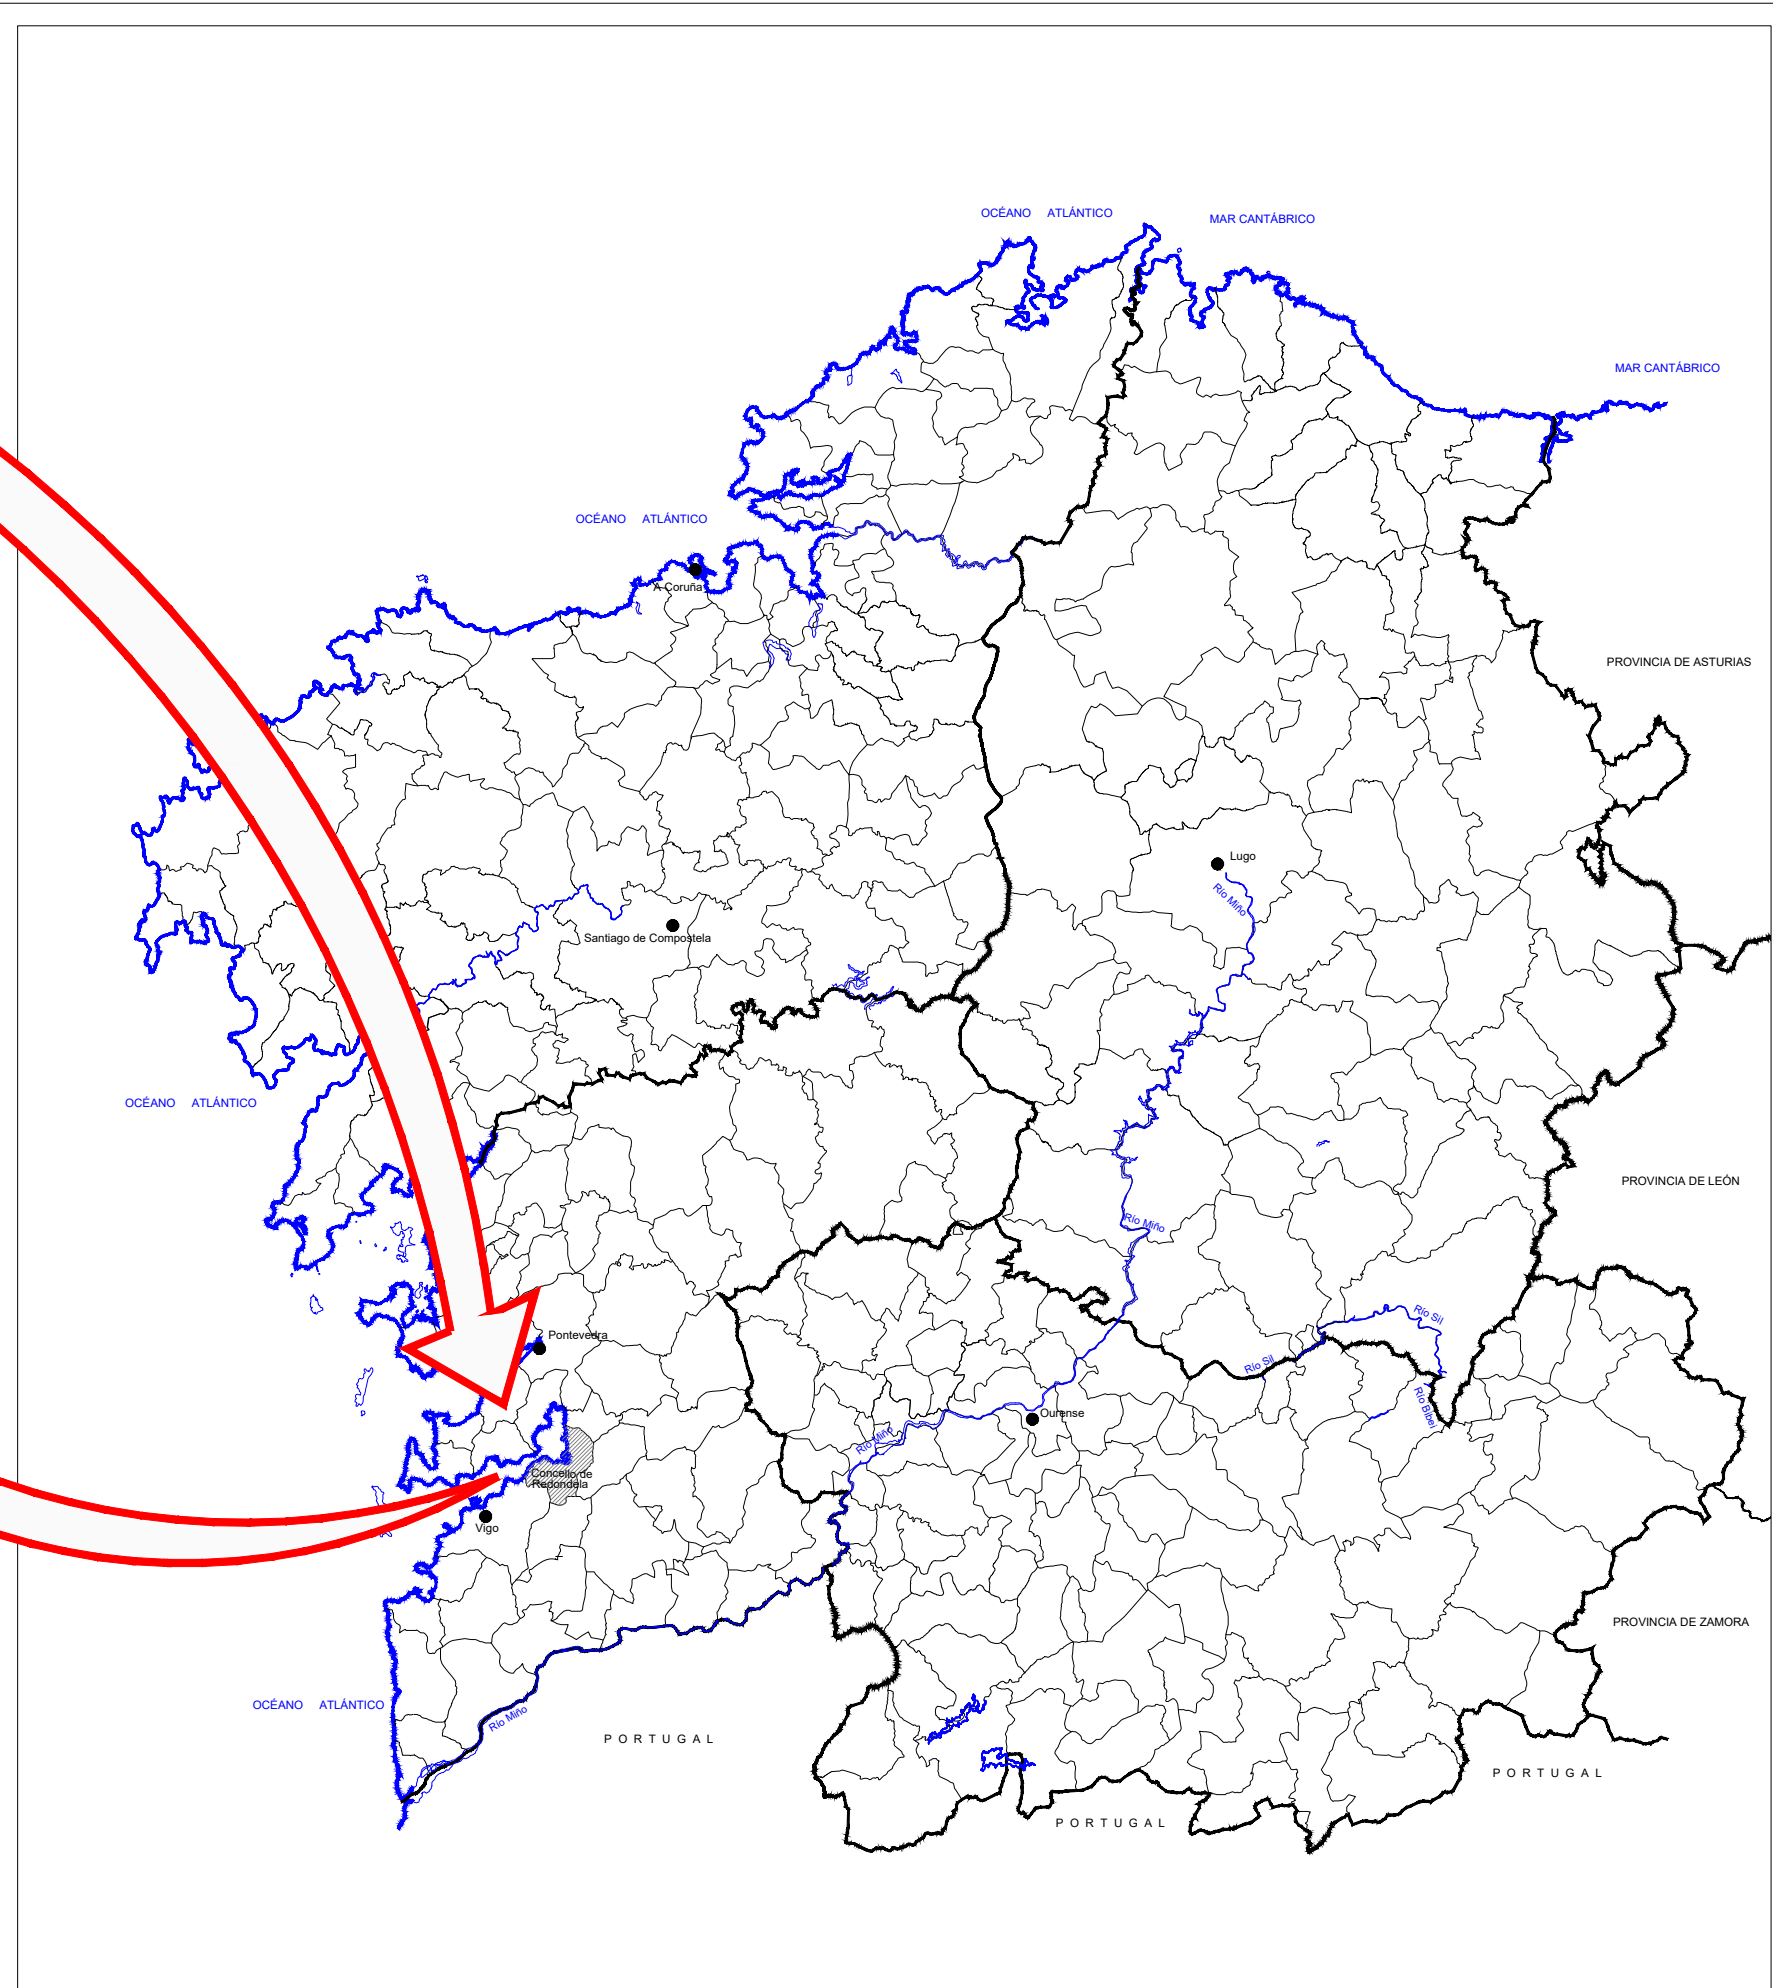 OCÉANO ATLÁNTICO
MAR CANTÁBRICO
MAR CANTÁBRICO
OCÉANO ATLÁNTICO
A Coruña
PROVINCIA DE ASTURIAS
Lugo
Río Miño
Santiago de Compostela
OCÉANO ATLÁNTICO
PROVINCIA DE LEÓN
Río Miño
Río Sil
Pontevedra
Río Sil
Río Bibei
Ourense
Río Miño
Concello de
Redondela
Vigo
PROVINCIA DE ZAMORA
OCÉANO ATLÁNTICO
Río Miño
PORTUGAL
PORTUGAL
PORTUGAL